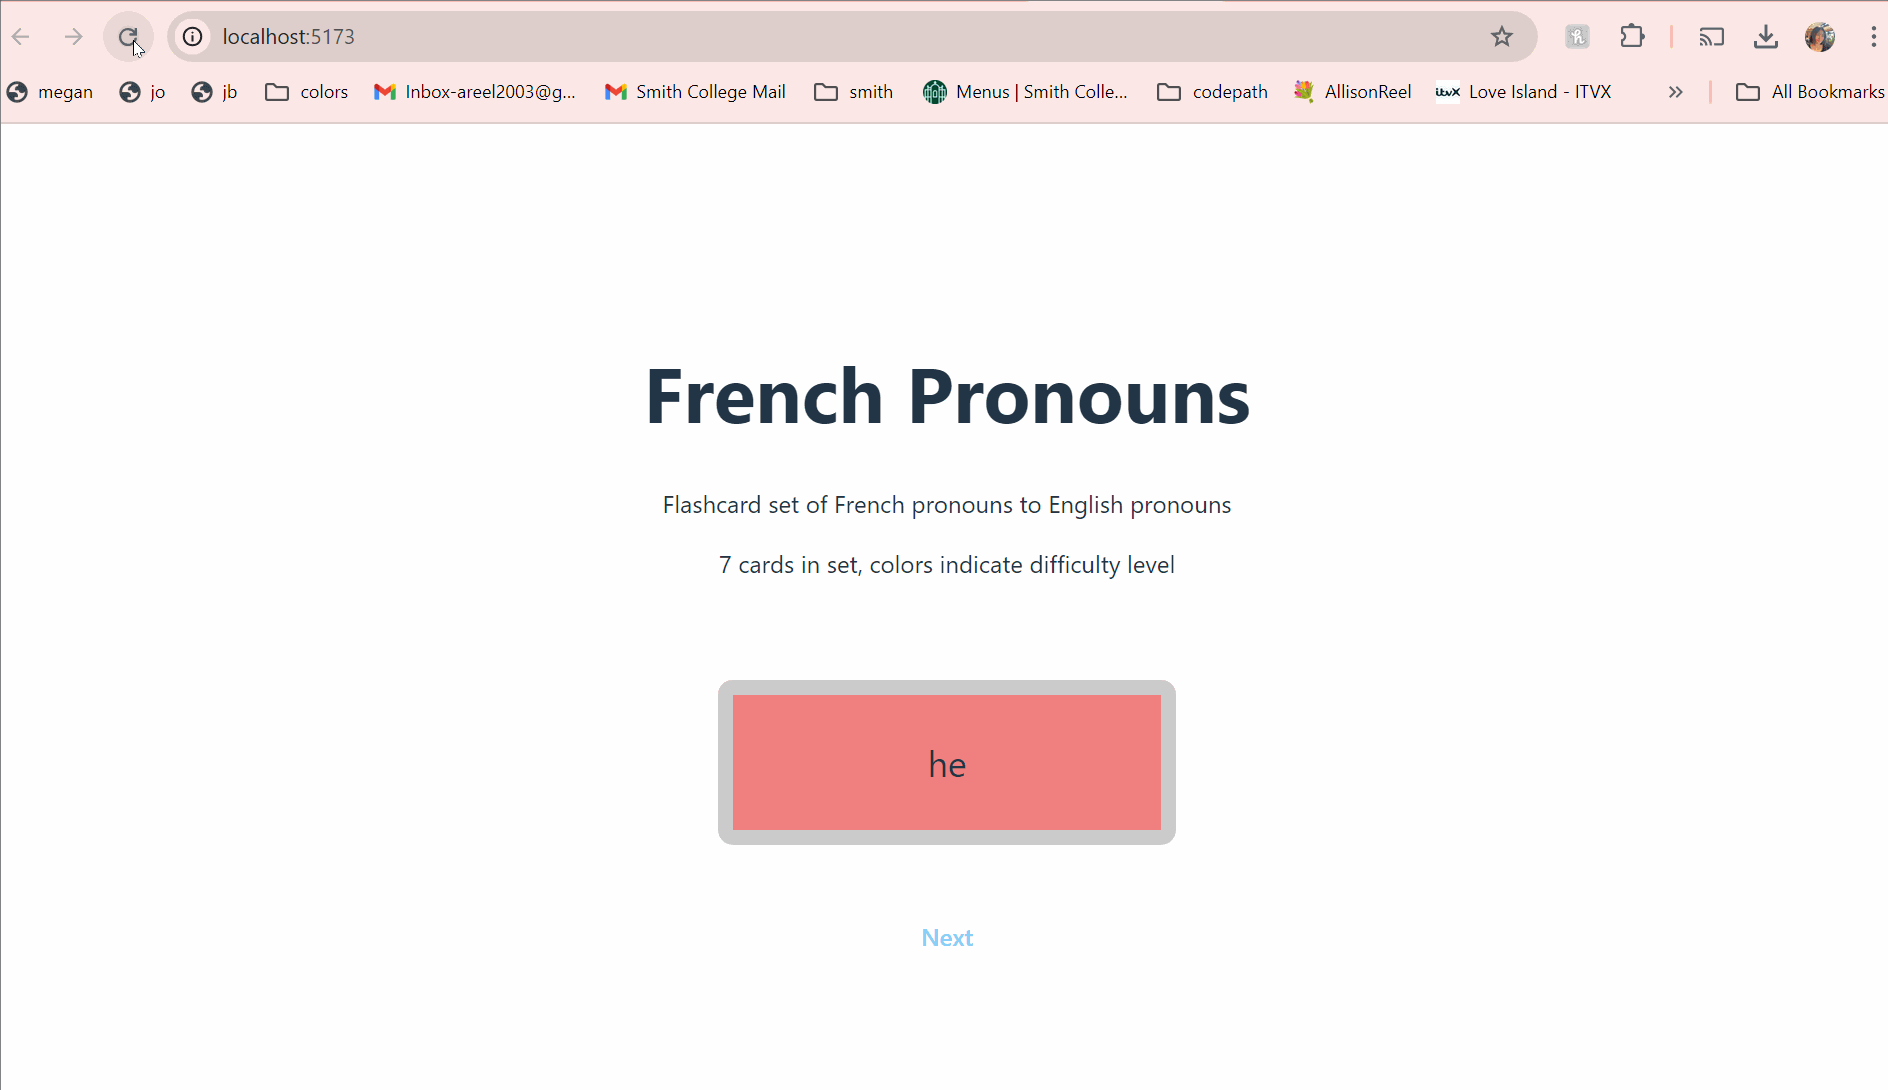 localhost:5173
megan jo jb colors Inbox-areel2003@g... Smith College Mail smith Menus | Smith Colle... codepath AllisonReel itvX Love Island - ITVX » All Bookmarks
French Pronouns
Flashcard set of French pronouns to English pronouns
7 cards in set, colors indicate difficulty level
he
Next